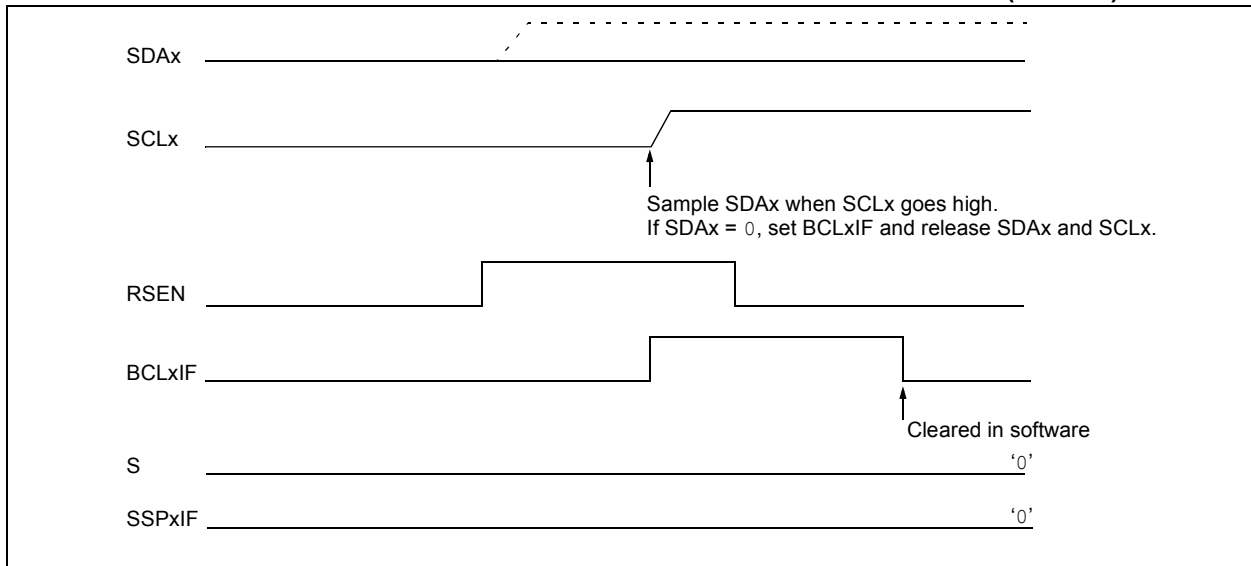 SDAx
SCLx
Sample SDAx when SCLx goes high.
If SDAx = 0, set BCLxIF and release SDAx and SCLx.
RSEN
BCLxIF
Cleared in software
S
‘0’
SSPxIF
‘0’